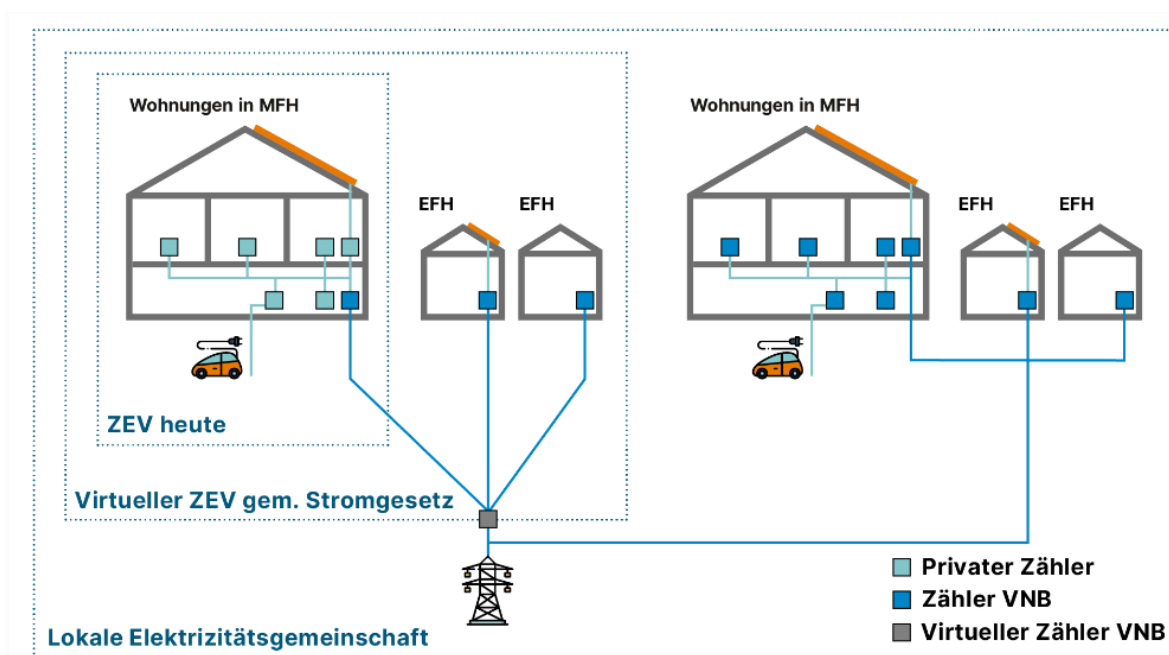 Wohnungen in MFH
EFH
EFH
ZEV heute
Virtueller ZEV gem. Stromgesetz
Wohnungen in MFH
EFH
EFH
Privater Zähler
Zähler VNB
Virtueller Zähler VNB
Lokale Elektrizitätsgemeinschaft